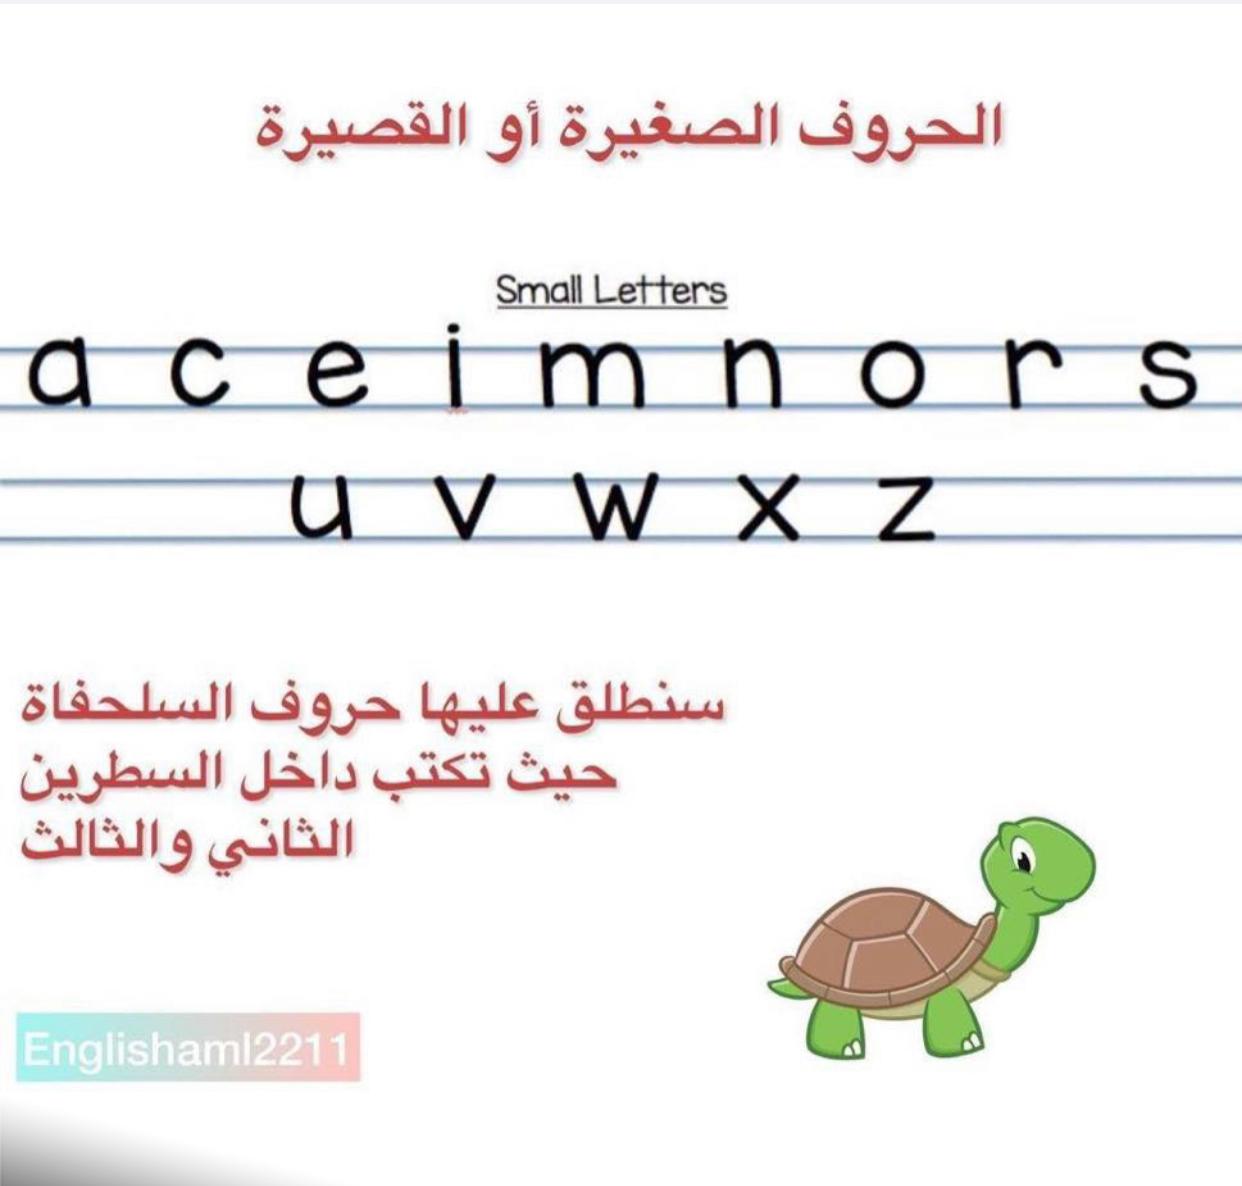 الحروف الصغيرة أو القصيرة
Small Letters
a c e i m n o r s
u v w x z
سنطلق عليها حروف السلحفاة
حيث تكتب داخل السطرين
الثاني والثالث
Englishaml2211